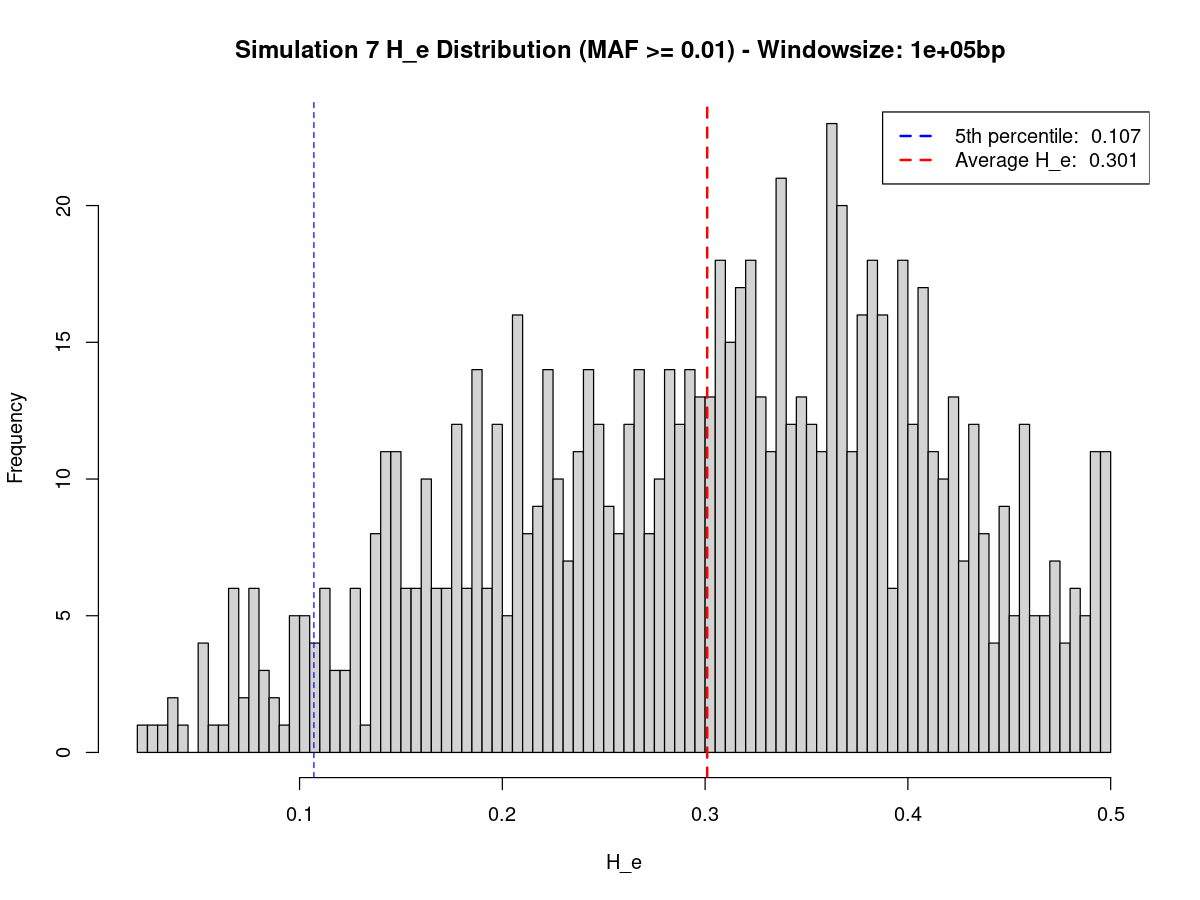 Simulation 7 H_e Distribution (MAF >= 0.01) - Windowsize: 1e+05bp
5th percentile:  0.107
Average H_e:  0.301
Frequency
20
15
10
5
0
0.1 0.2 0.3 0.4 0.5
H_e